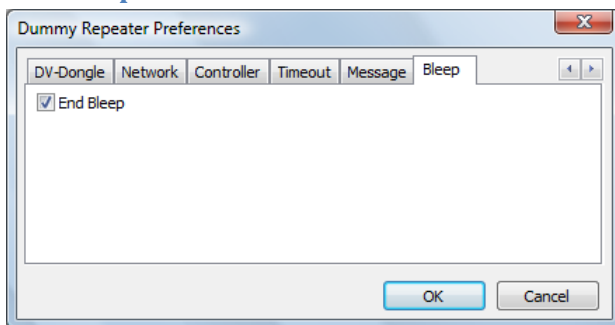 Dummy Repeater Preferences
DV-Dongle Network Controller Timeout Message Bleep
End Bleep
OK Cancel